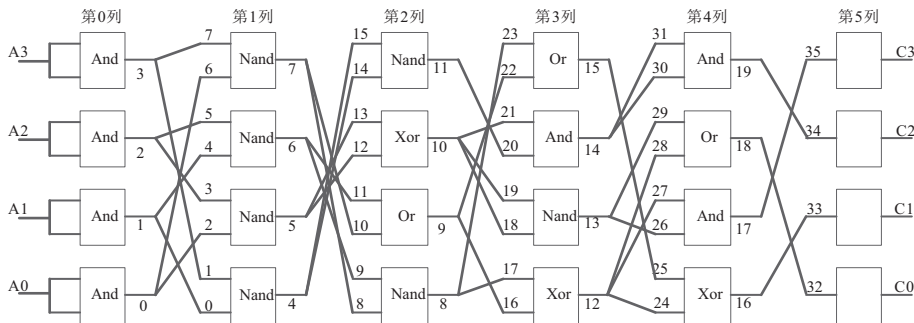 第0列 第1列 第2列 第3列 第4列 第5列
A3 And 3 7 6 Nand 7 15 14 Nand 11 23 22 Or 15 31 30 And 19 35 C3
A2 And 2 5 4 Nand 6 13 12 Xor 10 21 20 And 14 29 28 Or 18 34 C2
A1 And 1 3 2 Nand 5 11 10 Or 9 19 18 Nand 13 27 26 And 17 33 C1
A0 And 0 1 0 Nand 4 9 8 Nand 8 17 16 Xor 12 25 24 Xor 16 32 C0